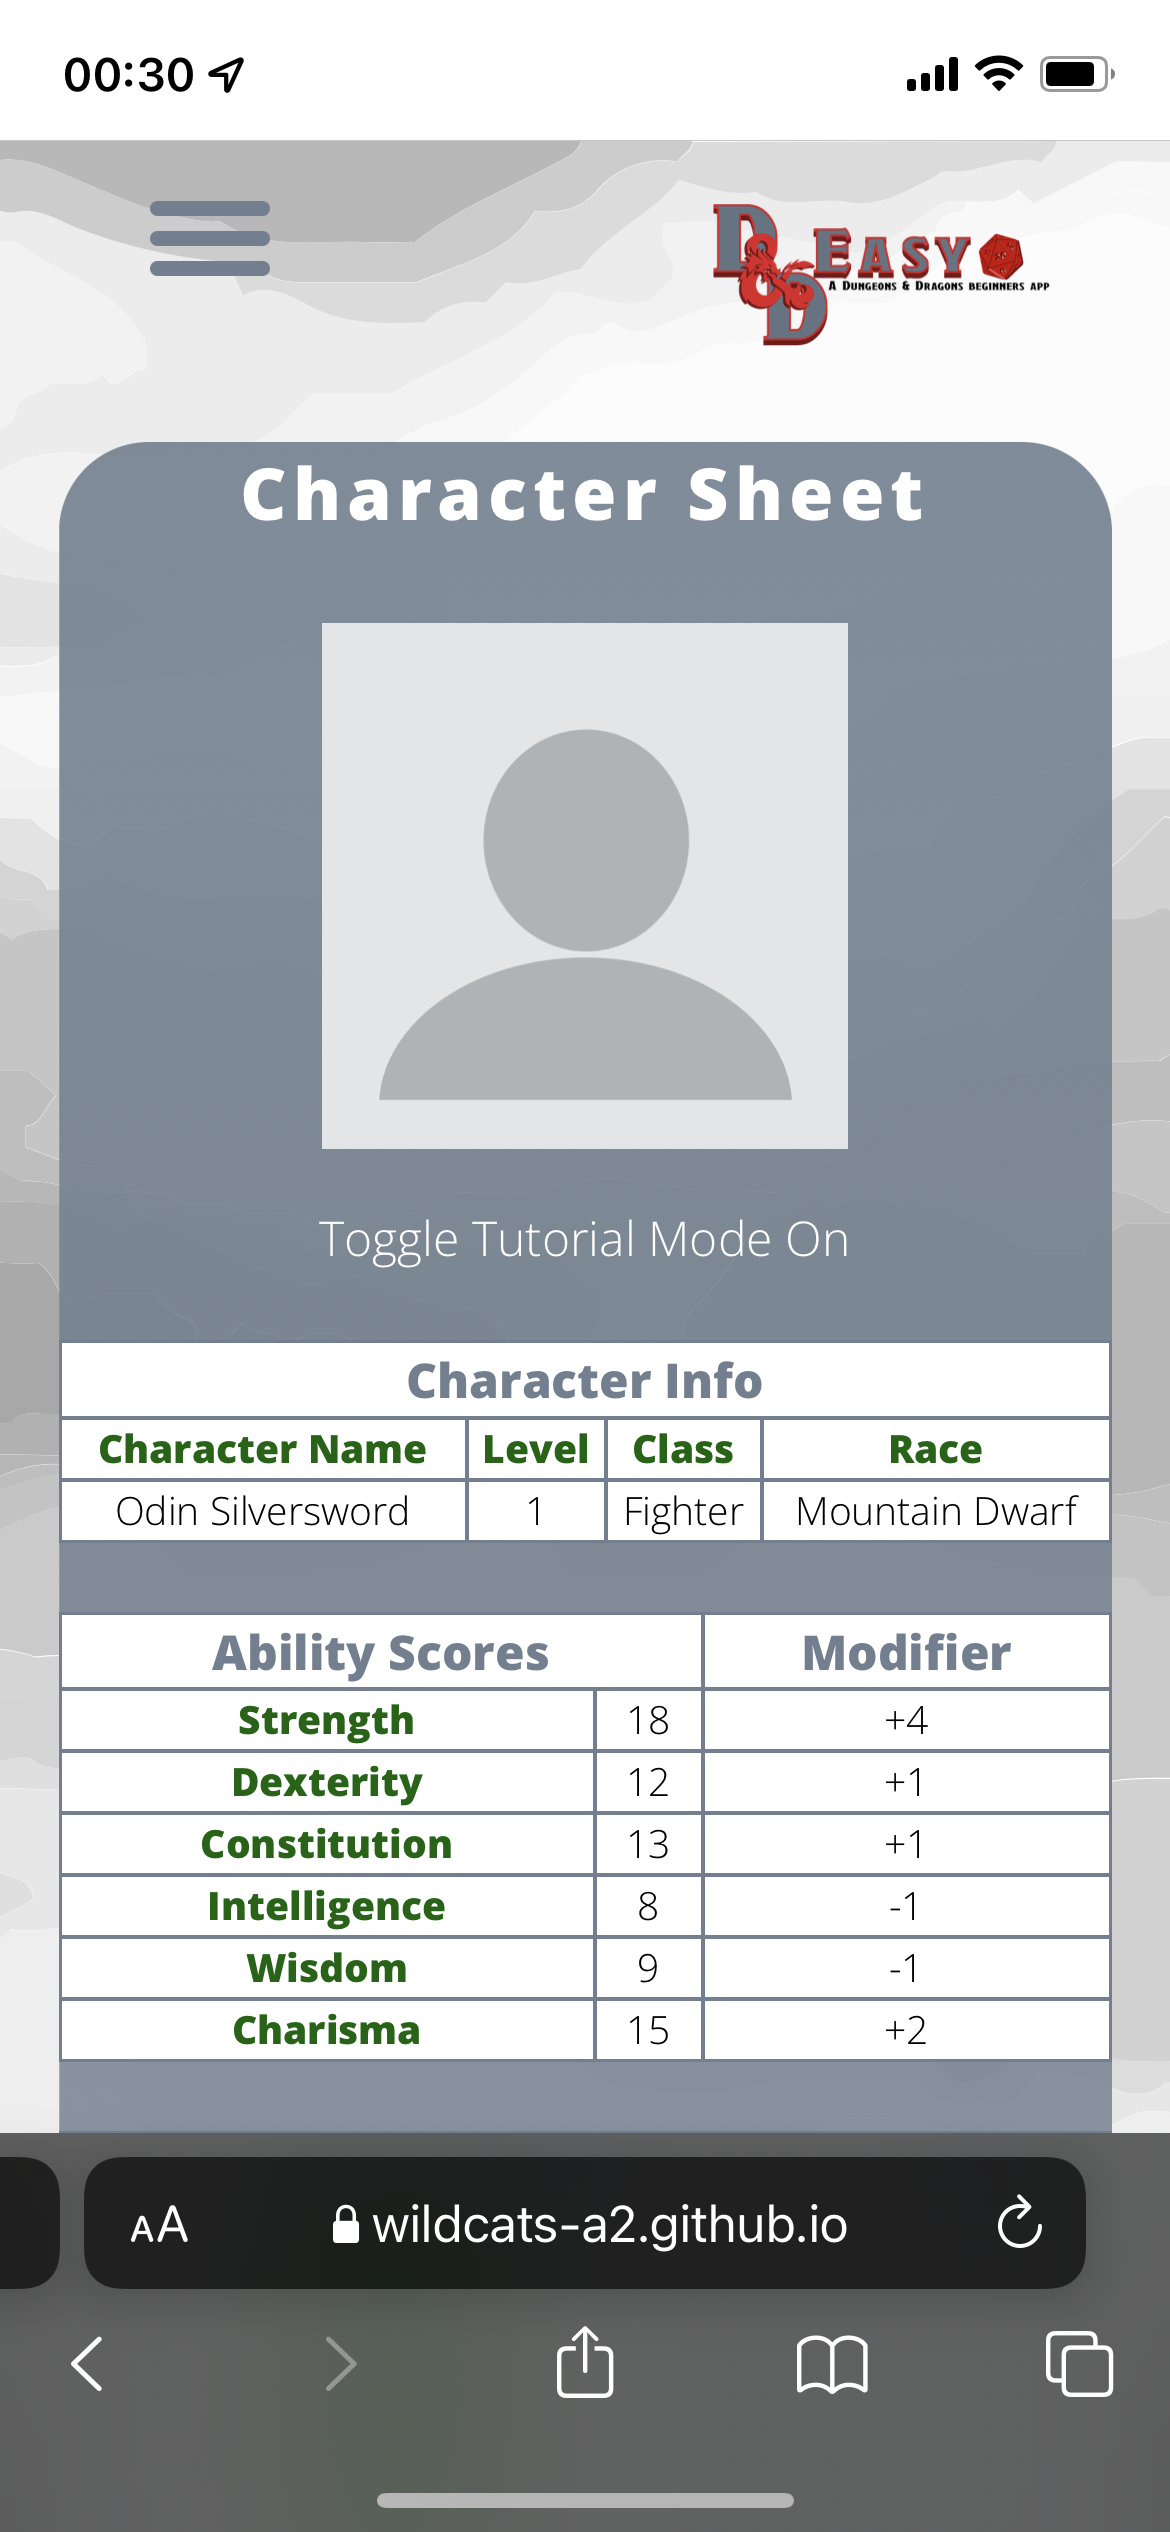 00:30
D&D EASY
A DUNGEONS & DRAGONS BEGINNERS APP
Character Sheet
Toggle Tutorial Mode On
Character Info
Character Name Level Class Race
Odin Silversword 1 Fighter Mountain Dwarf
Ability Scores Modifier
Strength 18 +4
Dexterity 12 +1
Constitution 13 +1
Intelligence 8 -1
Wisdom 9 -1
Charisma 15 +2
AA wildcats-a2.github.io